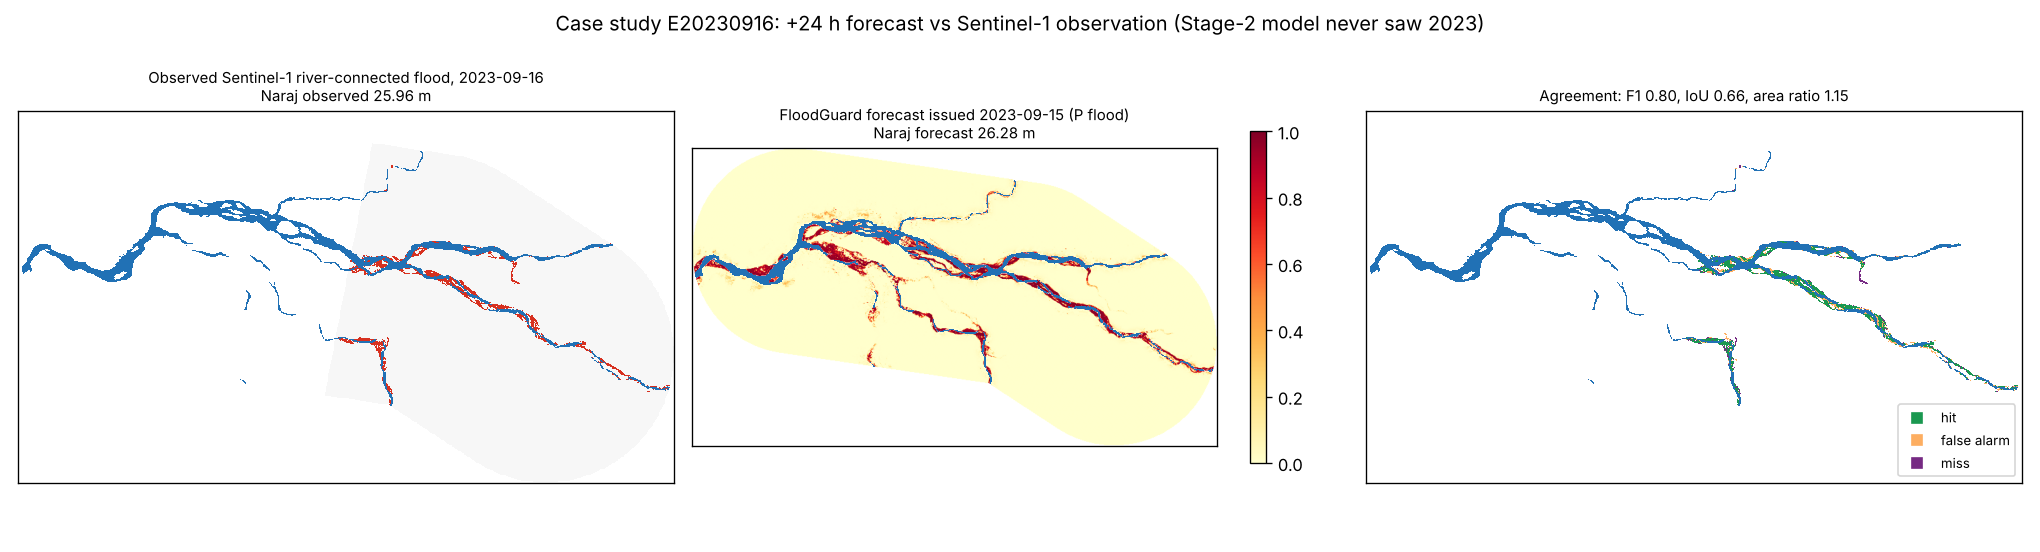 Case study E20230916: +24 h forecast vs Sentinel-1 observation (Stage-2 model never saw 2023)
Observed Sentinel-1 river-connected flood, 2023-09-16
Naraj observed 25.96 m
FloodGuard forecast issued 2023-09-15 (P flood)
Naraj forecast 26.28 m
1.0
0.8
0.6
0.4
0.2
0.0
Agreement: F1 0.80, IoU 0.66, area ratio 1.15
hit
false alarm
miss